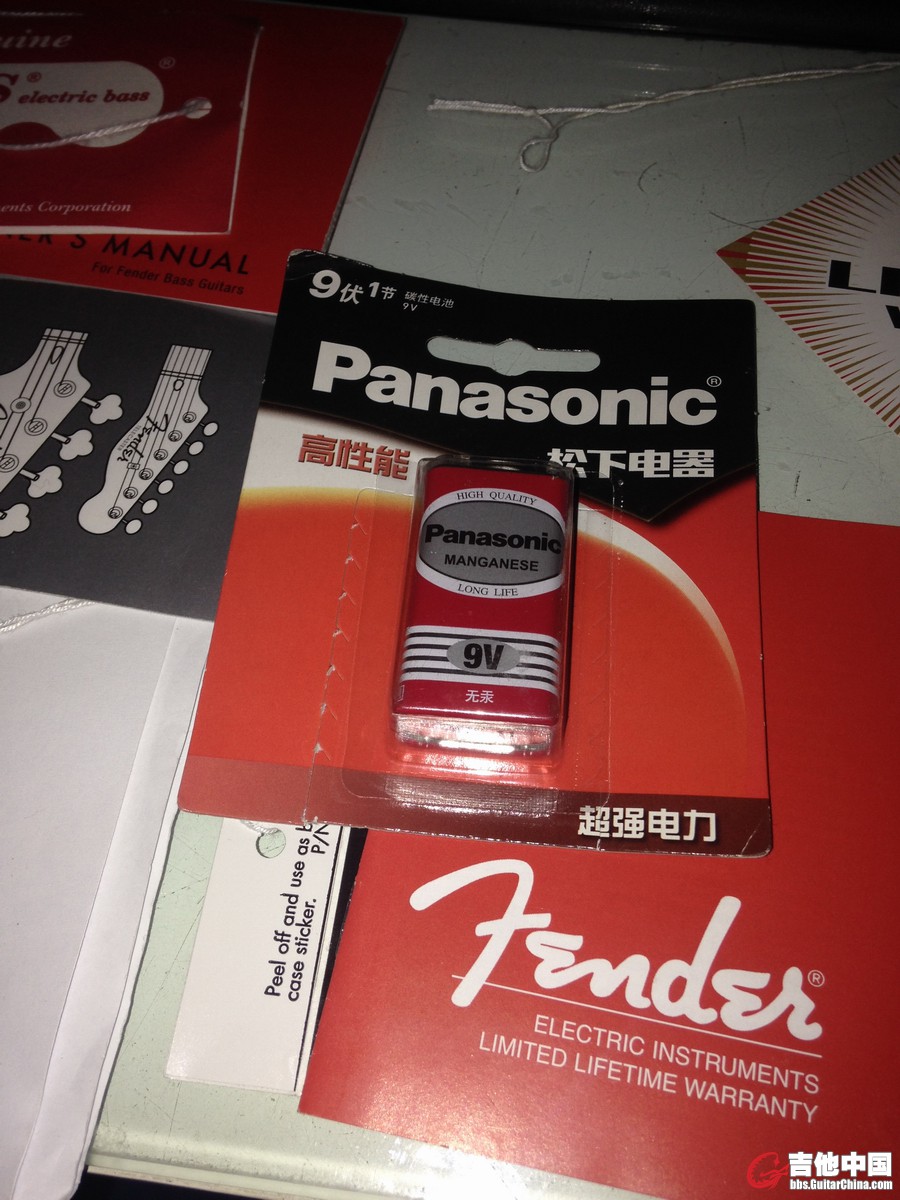 uine
S® electric bass
®
ents Corporation
ER'S MANUAL
For Fender Bass Guitars
Fender
9伏 1节 碳性电池
9V
Panasonic®
高性能
松下电器
HIGH QUALITY
Panasonic
MANGANESE
LONG LIFE
9V
无汞
超强电力
Peel off and use as
case sticker.
P/N
Fender®
ELECTRIC INSTRUMENTS
LIMITED LIFETIME WARRANTY
吉他中国
bbs.GuitarChina.com